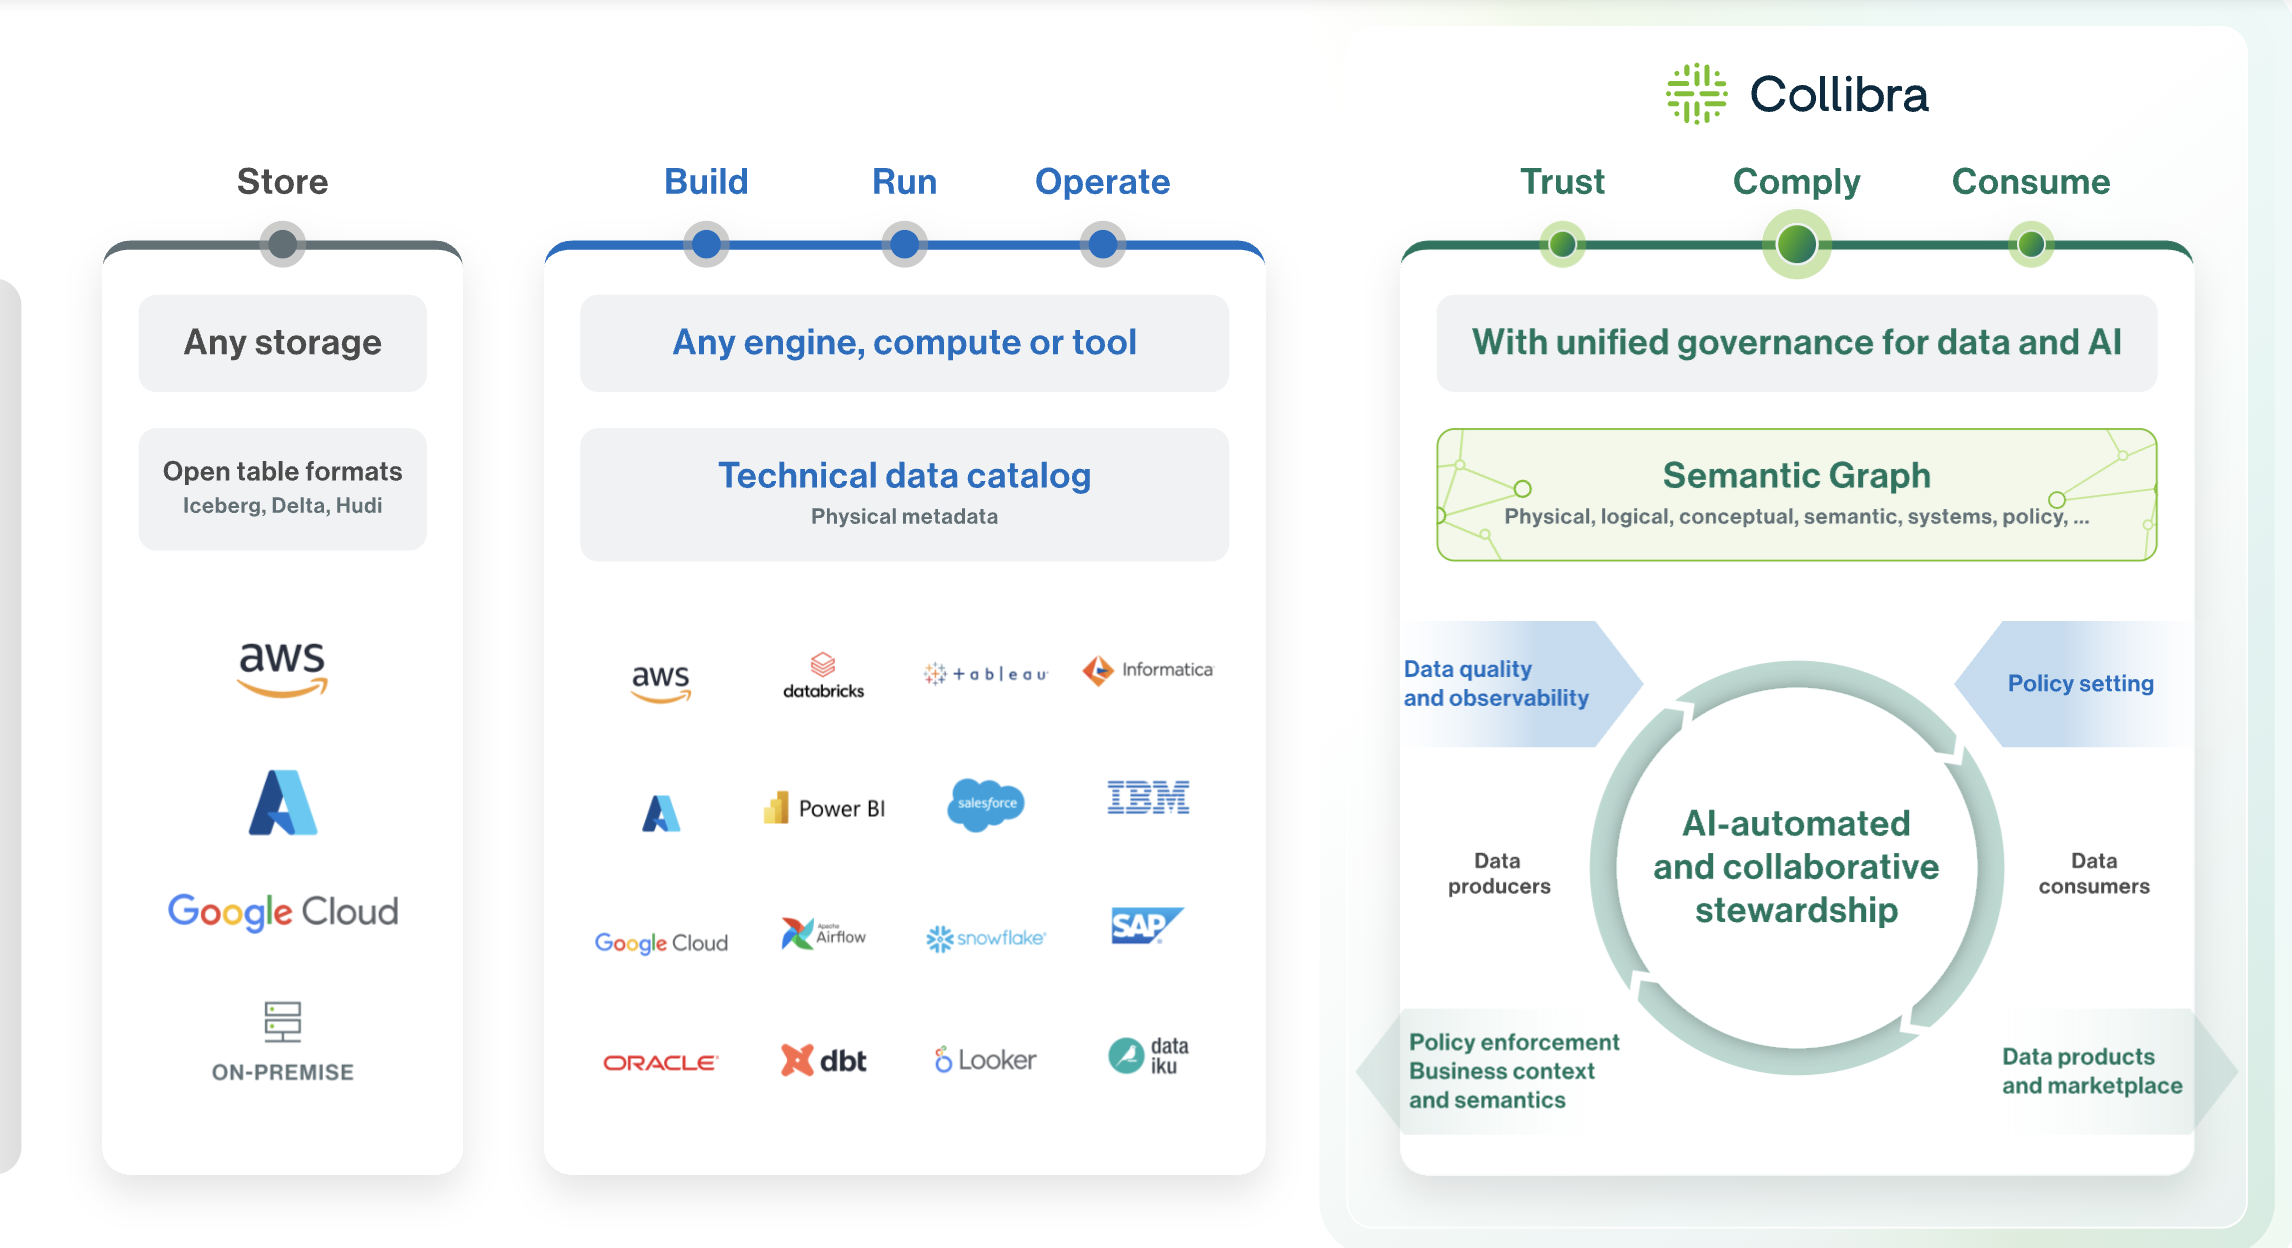 Collibra
Store
Build
Run
Operate
Trust
Comply
Consume
Any storage
Any engine, compute or tool
With unified governance for data and AI
Open table formats
Iceberg, Delta, Hudi
Technical data catalog
Physical metadata
Semantic Graph
Physical, logical, conceptual, semantic, systems, policy, ...
aws
Google Cloud
ON-PREMISE
aws
databricks
+ableau
Informatica
Power BI
salesforce
IBM
Google Cloud
Apache
Airflow
snowflake
SAP
ORACLE
dbt
Looker
data
iku
Data quality
and observability
Policy setting
AI-automated
and collaborative
stewardship
Data
producers
Data
consumers
Policy enforcement
Business context
and semantics
Data products
and marketplace